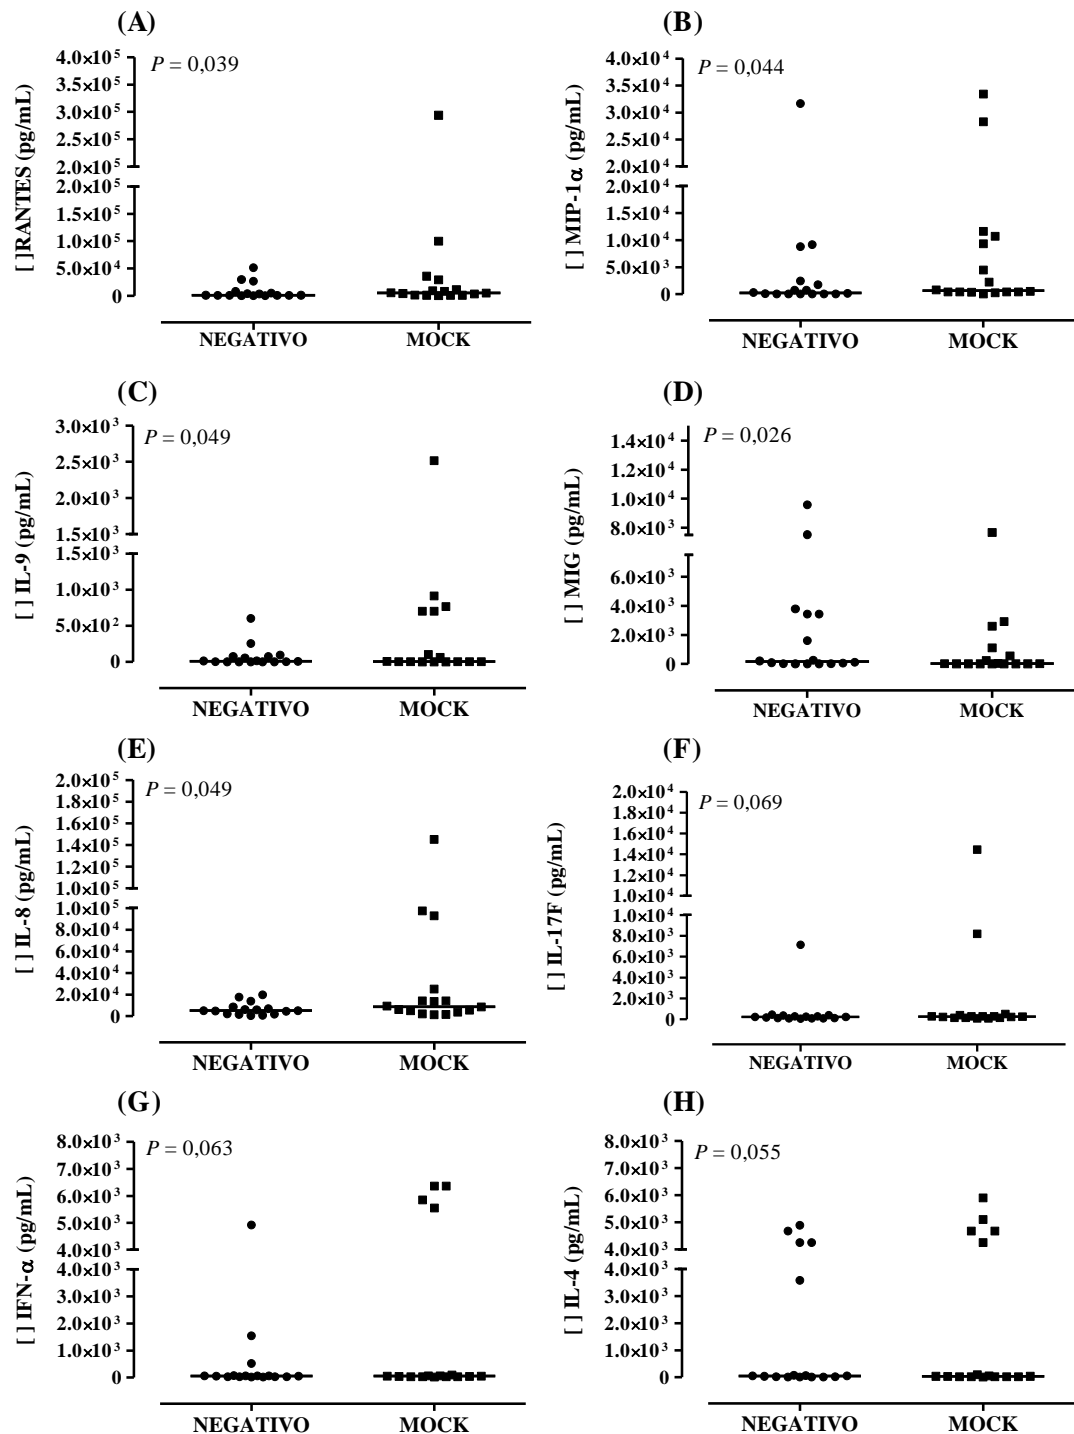 (A)
P = 0,039
[ ]RANTES (pg/mL)
4.0×10⁵
3.5×10⁵
3.0×10⁵
2.5×10⁵
2.0×10⁵
2.0×10⁵
1.5×10⁵
1.0×10⁵
5.0×10⁴
0
NEGATIVO MOCK
(B)
P = 0,044
[ ] MIP-1α (pg/mL)
4.0×10⁴
3.5×10⁴
3.0×10⁴
2.5×10⁴
2.0×10⁴
2.0×10⁴
1.5×10⁴
1.0×10⁴
5.0×10³
0
NEGATIVO MOCK
(C)
P = 0,049
[ ] IL-9 (pg/mL)
3.0×10³
2.5×10³
2.0×10³
1.5×10³
1.5×10³
1.0×10³
5.0×10²
0
NEGATIVO MOCK
(D)
P = 0,026
[ ] MIG (pg/mL)
1.4×10⁴
1.2×10⁴
1.0×10⁴
8.0×10³
6.0×10³
4.0×10³
2.0×10³
0
NEGATIVO MOCK
(E)
P = 0,049
[ ] IL-8 (pg/mL)
2.0×10⁵
1.8×10⁵
1.6×10⁵
1.4×10⁵
1.2×10⁵
1.0×10⁵
1.0×10⁵
8.0×10⁴
6.0×10⁴
4.0×10⁴
2.0×10⁴
0
NEGATIVO MOCK
(F)
P = 0,069
[ ] IL-17F (pg/mL)
2.0×10⁴
1.8×10⁴
1.6×10⁴
1.4×10⁴
1.2×10⁴
1.0×10⁴
1.0×10⁴
8.0×10³
6.0×10³
4.0×10³
2.0×10³
0
NEGATIVO MOCK
(G)
P = 0,063
[ ] IFN-α (pg/mL)
8.0×10³
7.0×10³
6.0×10³
5.0×10³
4.0×10³
4.0×10³
3.0×10³
2.0×10³
1.0×10³
0
NEGATIVO MOCK
(H)
P = 0,055
[ ] IL-4 (pg/mL)
8.0×10³
7.0×10³
6.0×10³
5.0×10³
4.0×10³
4.0×10³
3.0×10³
2.0×10³
1.0×10³
0
NEGATIVO MOCK